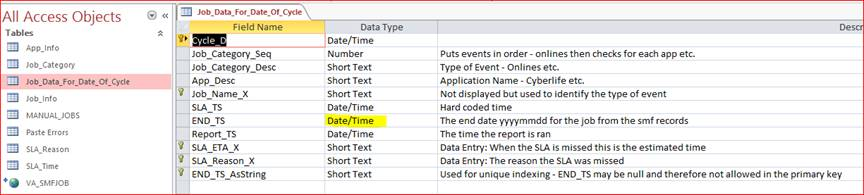 All Access Objects
Tables
App_Info
Job_Category
Job_Data_For_Date_Of_Cycle
Job_Info
MANUAL_JOBS
Paste Errors
SLA_Reason
SLA_Time
VA_SMFJOB
Job_Data_For_Date_Of_Cycle
Field Name Data Type Descr
Cycle_D Date/Time
Job_Category_Seq Number Puts events in order - onlines then checks for each app etc.
Job_Category_Desc Short Text Type of Event - Onlines etc.
App_Desc Short Text Application Name - Cyberlife etc.
Job_Name_X Short Text Not displayed but used to identify the type of event
SLA_TS Date/Time Hard coded time
END_TS Date/Time The end date yyyymmdd for the job from the smf records
Report_TS Date/Time The time the report is ran
SLA_ETA_X Short Text Data Entry: When the SLA is missed this is the estimated time
SLA_Reason_X Short Text Data Entry: The reason the SLA was missed
END_TS_AsString Short Text Used for unique indexing - END_TS may be null and therefore not allowed in the primary key